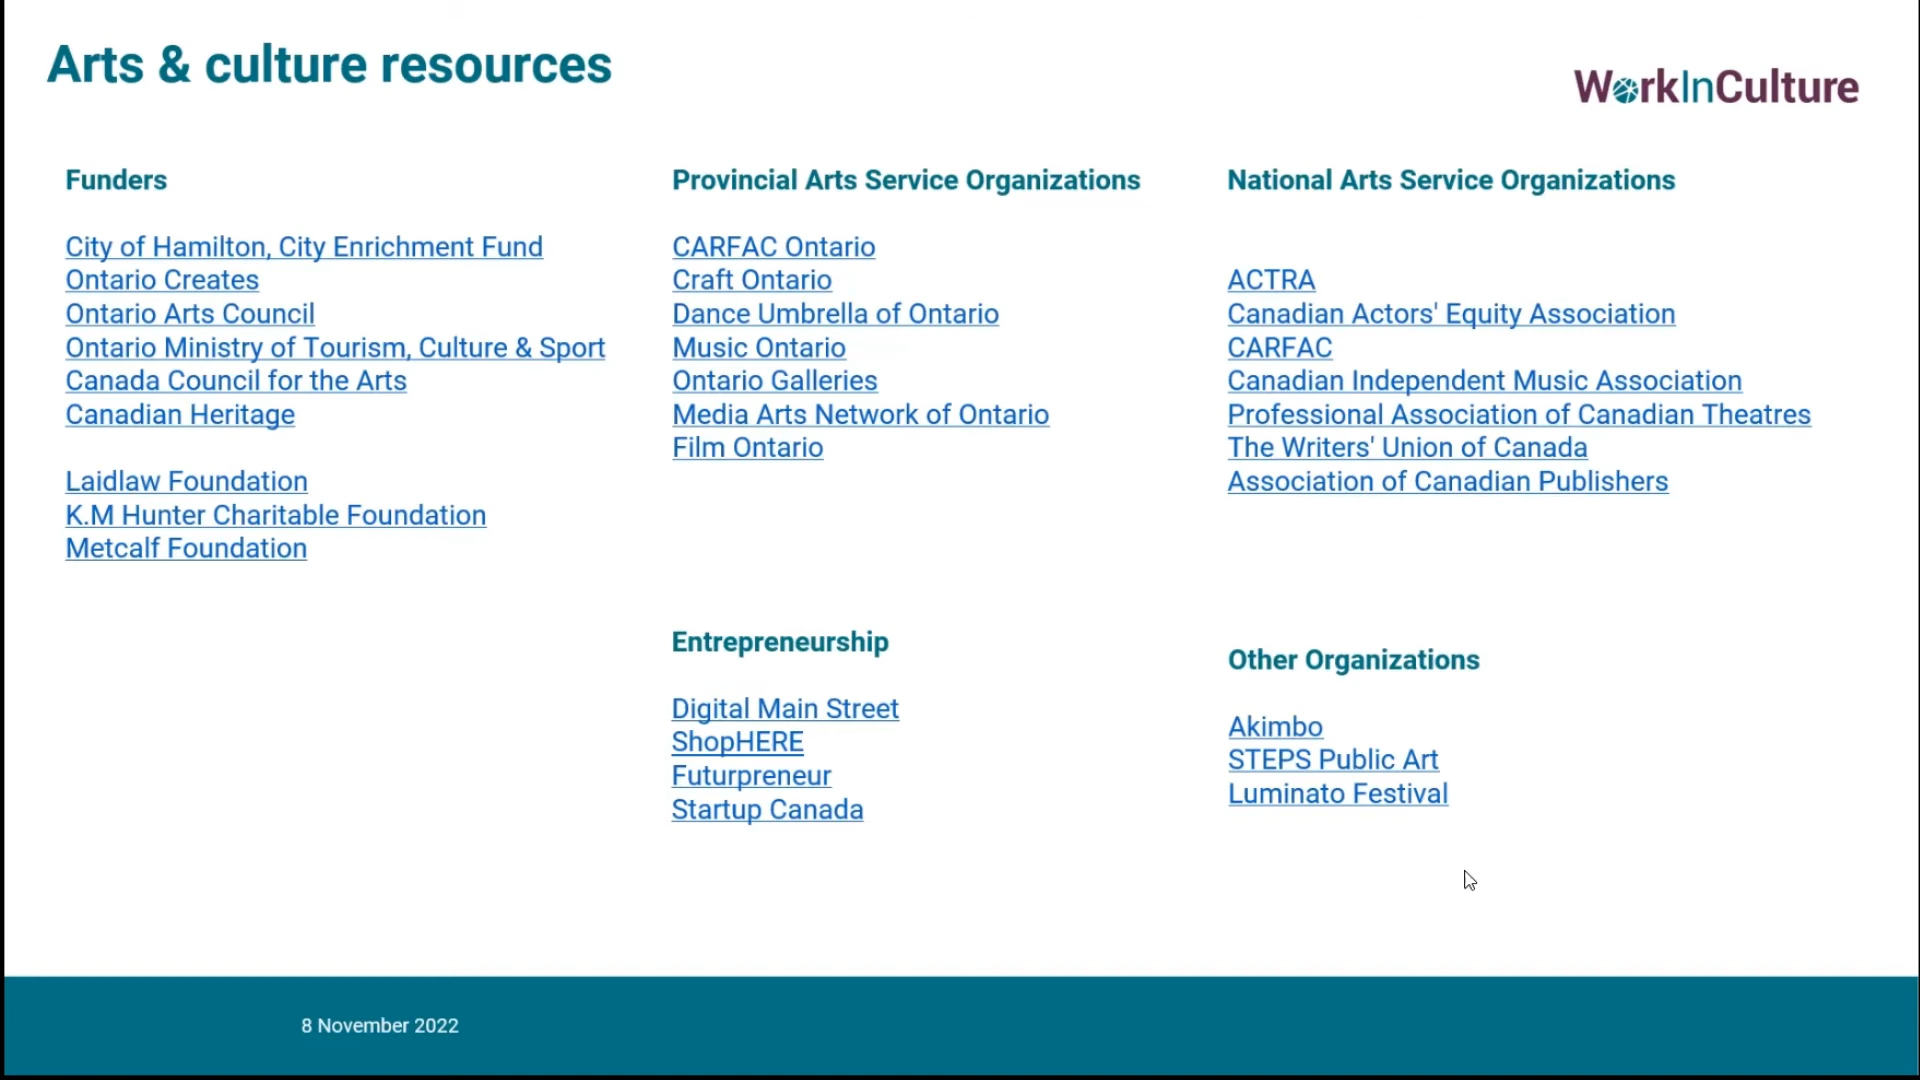 Arts & culture resources
WorkInCulture
Funders
City of Hamilton, City Enrichment Fund
Ontario Creates
Ontario Arts Council
Ontario Ministry of Tourism, Culture & Sport
Canada Council for the Arts
Canadian Heritage
Laidlaw Foundation
K.M Hunter Charitable Foundation
Metcalf Foundation
Provincial Arts Service Organizations
CARFAC Ontario
Craft Ontario
Dance Umbrella of Ontario
Music Ontario
Ontario Galleries
Media Arts Network of Ontario
Film Ontario
National Arts Service Organizations
ACTRA
Canadian Actors' Equity Association
CARFAC
Canadian Independent Music Association
Professional Association of Canadian Theatres
The Writers' Union of Canada
Association of Canadian Publishers
Entrepreneurship
Digital Main Street
ShopHERE
Futurpreneur
Startup Canada
Other Organizations
Akimbo
STEPS Public Art
Luminato Festival
8 November 2022